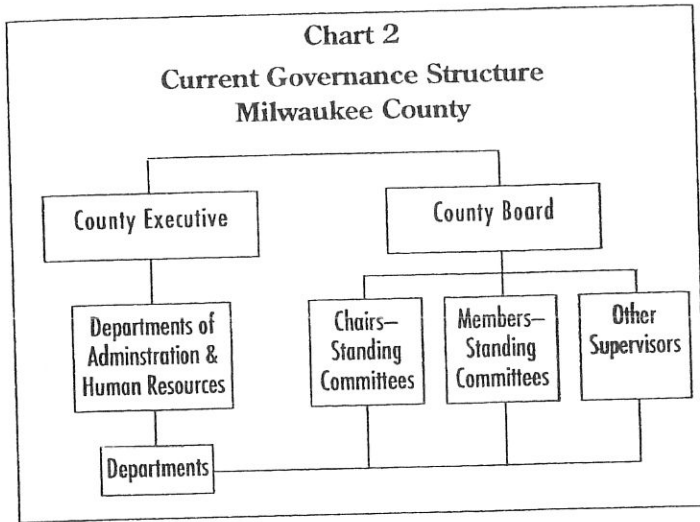 Chart 2
Current Governance Structure
Milwaukee County
County Executive
County Board
Departments of
Adminstration &
Human Resources
Chairs–
Standing
Committees
Members–
Standing
Committees
Other
Supervisors
Departments